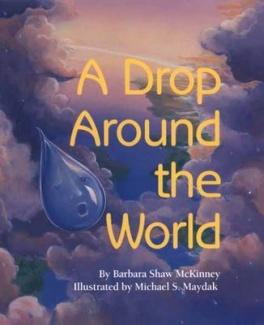 A Drop
Around
the
World
By Barbara Shaw McKinney
Illustrated by Michael S. Maydak